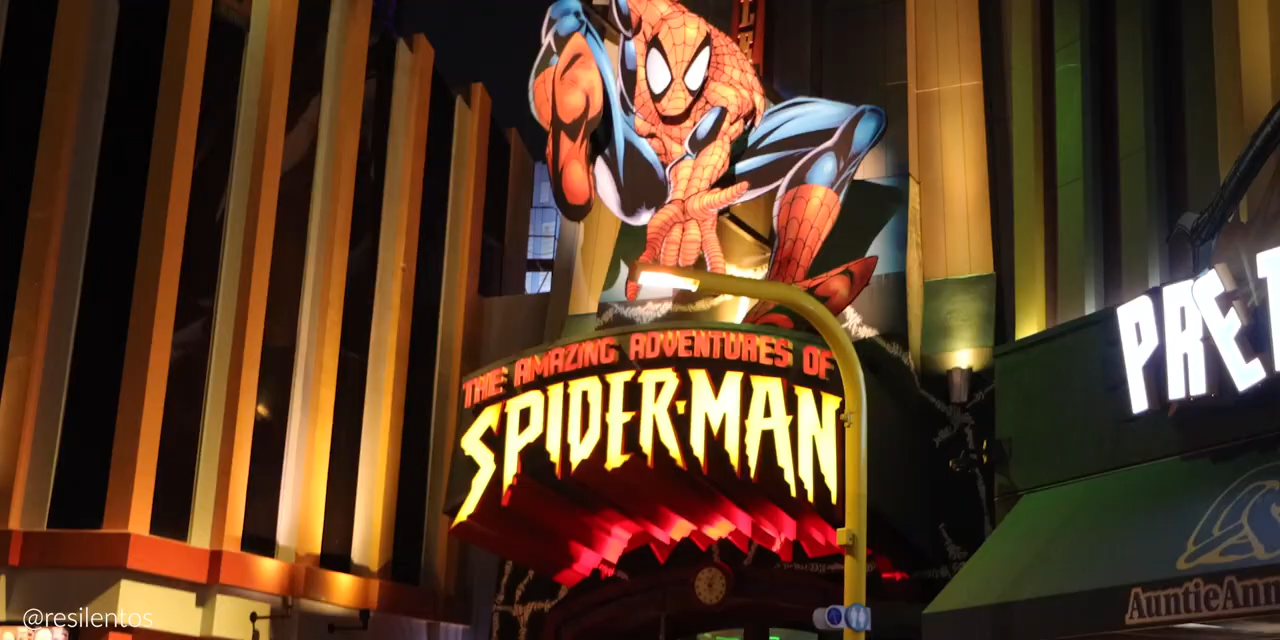 THE AMAZING ADVENTURES OF
SPIDER-MAN
PRE
AuntieAnn
@resilentos